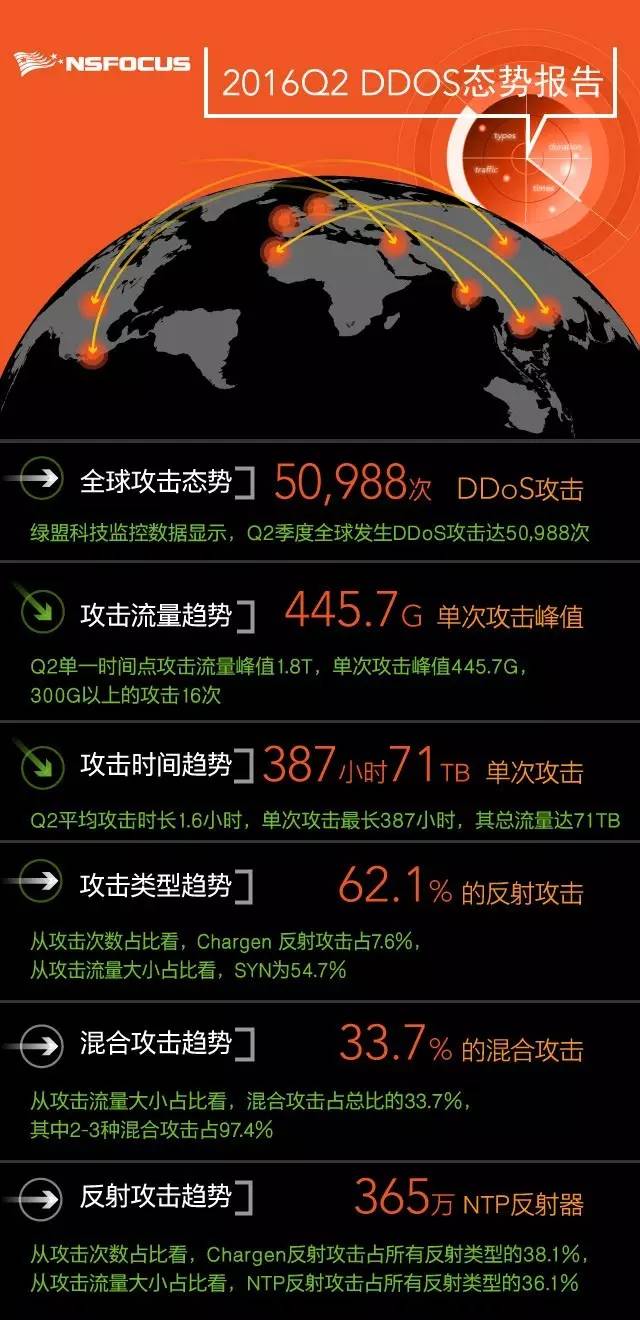 NSFOCUS
2016Q2 DDOS态势报告
types
duration
traffic
times
全球攻击态势 50,988次 DDoS攻击
绿盟科技监控数据显示，Q2季度全球发生DDoS攻击达50,988次
攻击流量趋势 445.7G 单次攻击峰值
Q2单一时间点攻击流量峰值1.8T，单次攻击峰值445.7G，
300G以上的攻击16次
攻击时间趋势 387小时71TB 单次攻击
Q2平均攻击时长1.6小时，单次攻击最长387小时，其总流量达71TB
攻击类型趋势 62.1% 的反射攻击
从攻击次数占比看，Chargen 反射攻击占7.6%，
从攻击流量大小占比看，SYN为54.7%
混合攻击趋势 33.7% 的混合攻击
从攻击流量大小占比看，混合攻击占总比的33.7%，
其中2-3种混合攻击占97.4%
反射攻击趋势 365万 NTP反射器
从攻击次数占比看，Chargen反射攻击占所有反射类型的38.1%，
从攻击流量大小占比看，NTP反射攻击占所有反射类型的36.1%